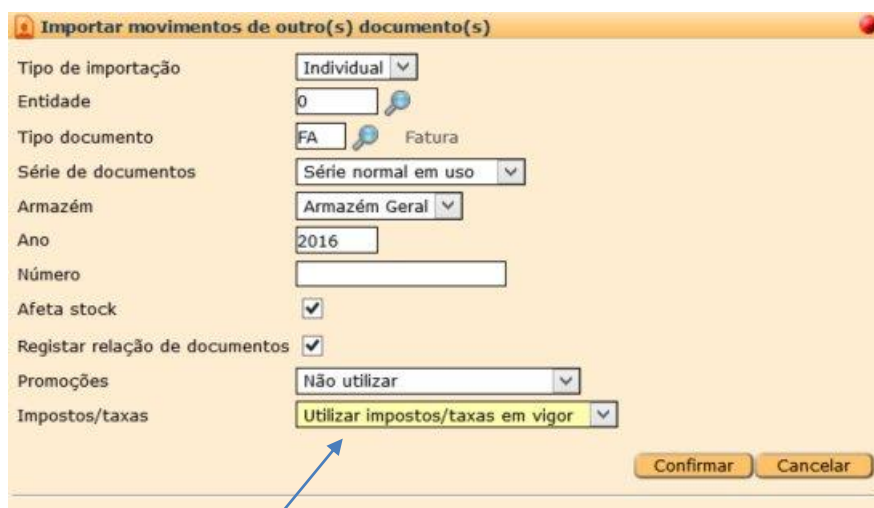 Importar movimentos de outro(s) documento(s)
Tipo de importação Individual
Entidade 0
Tipo documento FA Fatura
Série de documentos Série normal em uso
Armazém Armazém Geral
Ano 2016
Número
Afeta stock
Registar relação de documentos
Promoções Não utilizar
Impostos/taxas Utilizar impostos/taxas em vigor
Confirmar Cancelar